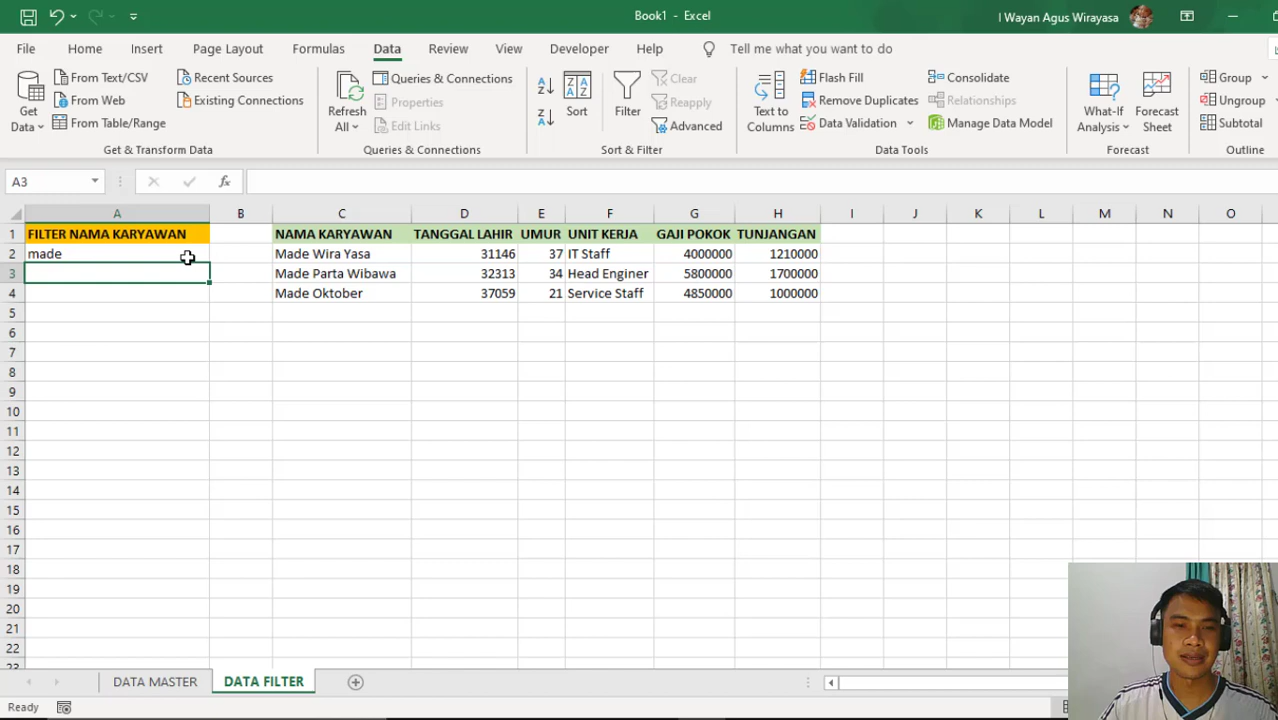 Book1 - Excel
I Wayan Agus Wirayasa
File Home Insert Page Layout Formulas Data Review View Developer Help Tell me what you want to do
Get Data
From Text/CSV
From Web
From Table/Range
Recent Sources
Existing Connections
Get & Transform Data
Refresh All
Queries & Connections
Properties
Edit Links
Queries & Connections
A Z
Z A
Sort
Filter
Clear
Reapply
Advanced
Sort & Filter
Text to Columns
Flash Fill
Remove Duplicates
Data Validation
Consolidate
Relationships
Manage Data Model
Data Tools
What-If Analysis
Forecast Sheet
Forecast
Group
Ungroup
Subtotal
Outline
A3 fx
A B C D E F G H I J K L M N O
1 FILTER NAMA KARYAWAN NAMA KARYAWAN TANGGAL LAHIR UMUR UNIT KERJA GAJI POKOK TUNJANGAN
2 made Made Wira Yasa 31146 37 IT Staff 4000000 1210000
3 Made Parta Wibawa 32313 34 Head Enginer 5800000 1700000
4 Made Oktober 37059 21 Service Staff 4850000 1000000
5
6
7
8
9
10
11
12
13
14
15
16
17
18
19
20
21
22
23
DATA MASTER DATA FILTER
Ready